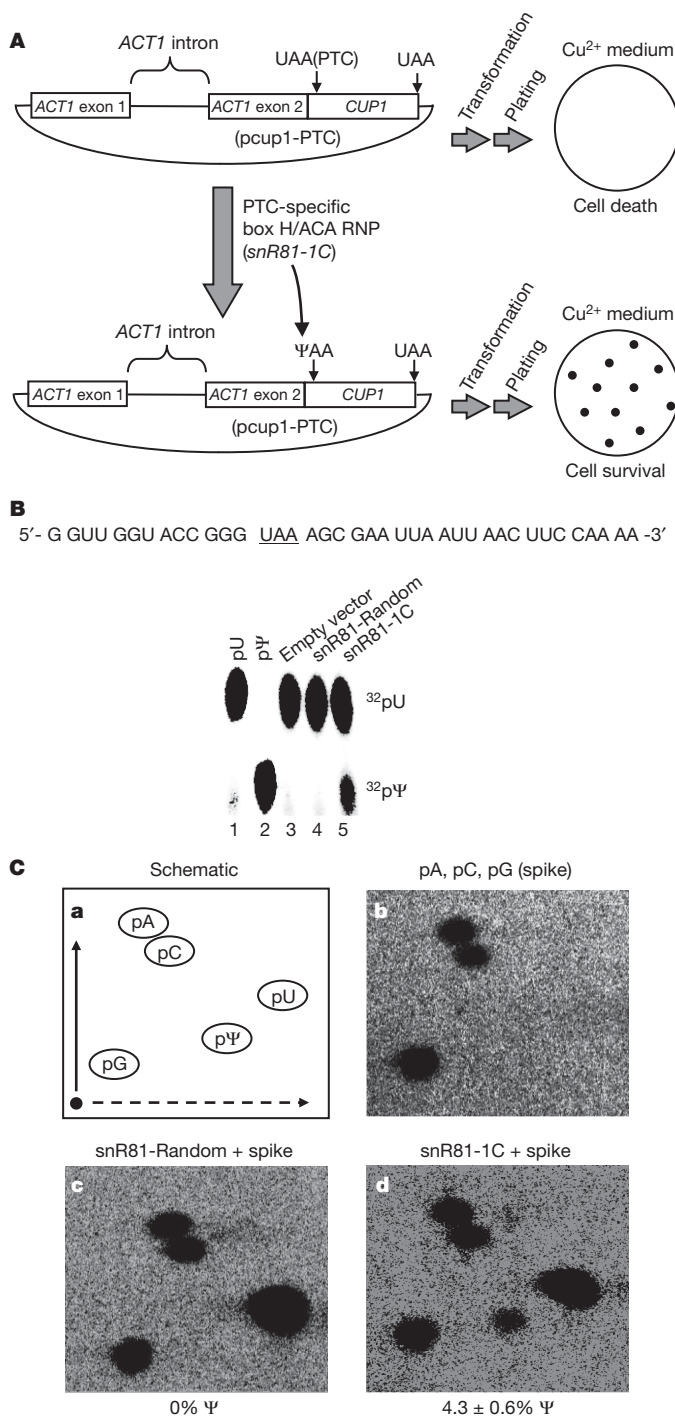 A
ACT1 intron
UAA(PTC)
UAA
ACT1 exon 1
ACT1 exon 2
CUP1
(pcup1-PTC)
Transformation
Plating
Cu2+ medium
Cell death
PTC-specific
box H/ACA RNP
(snR81-1C)
ACT1 intron
ΨAA
UAA
ACT1 exon 1
ACT1 exon 2
CUP1
(pcup1-PTC)
Transformation
Plating
Cu2+ medium
Cell survival
B
5′- G GUU GGU ACC GGG UAA AGC GAA UUA AUU AAC UUC CAA AA -3′
pU
pΨ
Empty vector
snR81-Random
snR81-1C
32pU
32pΨ
1 2 3 4 5
C
Schematic
a
pA
pC
pU
pΨ
pG
pA, pC, pG (spike)
b
snR81-Random + spike
c
0% Ψ
snR81-1C + spike
d
4.3 ± 0.6% Ψ